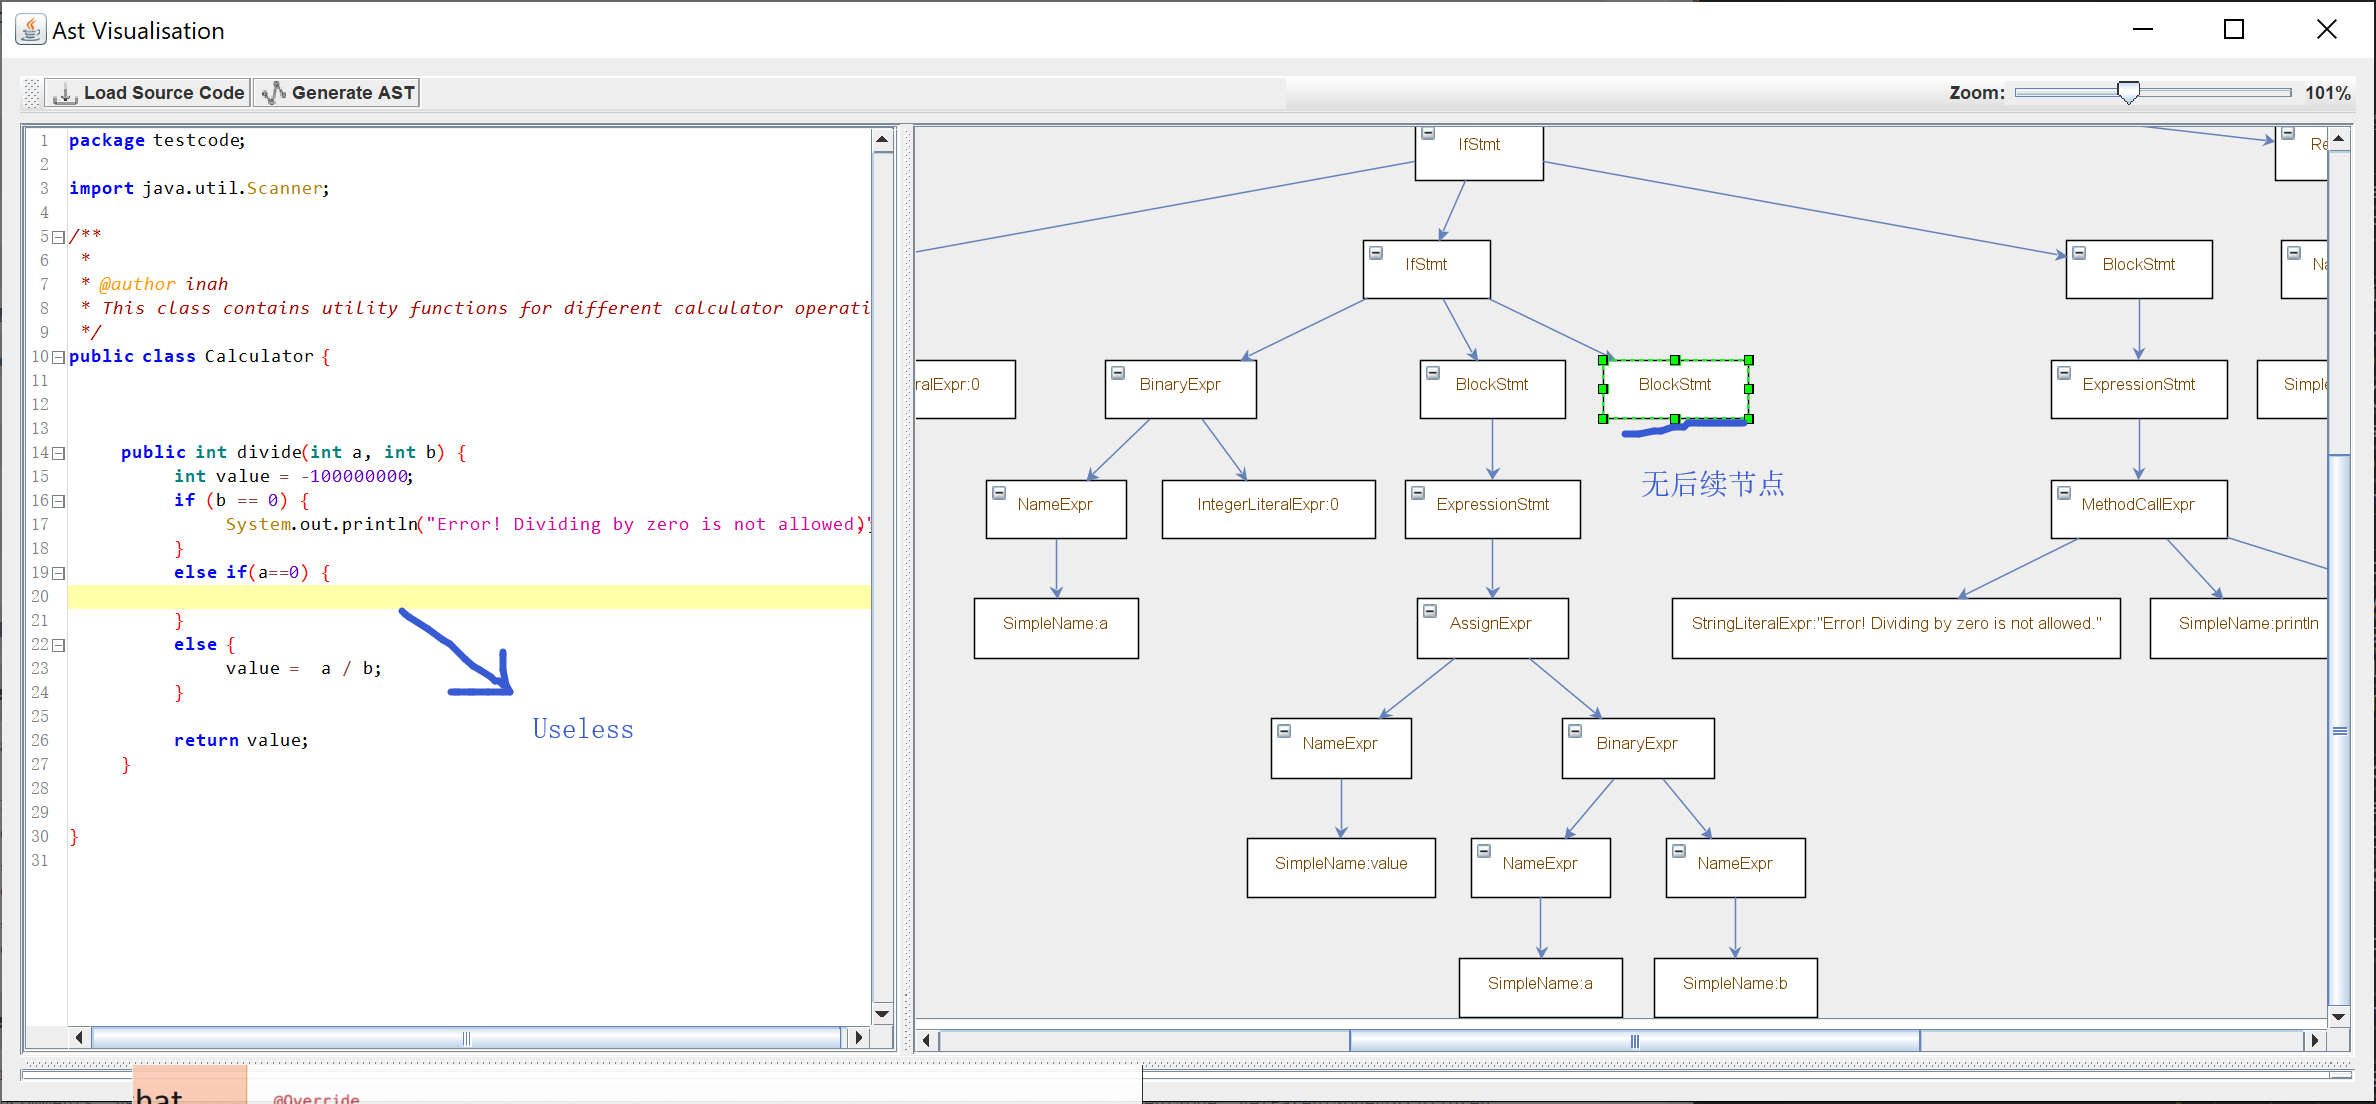 Ast Visualisation
Load Source Code Generate AST
Zoom: 101%
1 package testcode;
2
3 import java.util.Scanner;
4
5 /**
6 *
7 * @author inah
8 * This class contains utility functions for different calculator operati
9 */
10 public class Calculator {
11
12
13
14 public int divide(int a, int b) {
15 int value = -100000000;
16 if (b == 0) {
17 System.out.println("Error! Dividing by zero is not allowed.")
18 }
19 else if(a==0) {
20
21 }
22 else {
23 value = a / b;
24 }
25
26 return value;
27 }
28
29
30 }
31
Useless
IfStmt
IfStmt BlockStmt
ralExpr:0 BinaryExpr BlockStmt BlockStmt ExpressionStmt Simple
无后续节点
NameExpr IntegerLiteralExpr:0 ExpressionStmt MethodCallExpr
SimpleName:a AssignExpr StringLiteralExpr:"Error! Dividing by zero is not allowed." SimpleName:println
NameExpr BinaryExpr
SimpleName:value NameExpr NameExpr
SimpleName:a SimpleName:b
hat
@Override